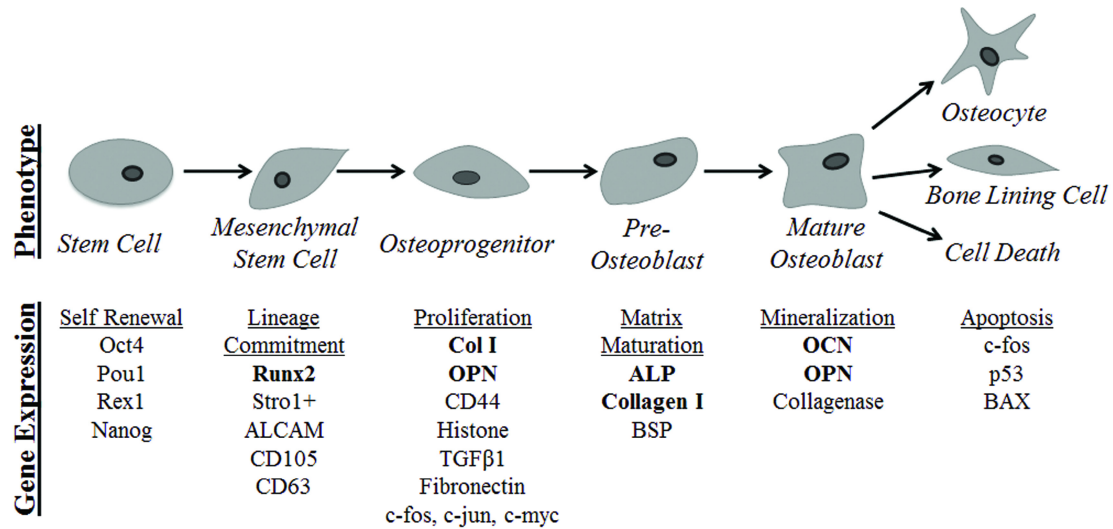 Phenotype
Stem Cell
Mesenchymal
Stem Cell
Osteoprogenitor
Pre-
Osteoblast
Mature
Osteoblast
Osteocyte
Bone Lining Cell
Cell Death
Gene Expression
Self Renewal
Oct4
Pou1
Rex1
Nanog
Lineage
Commitment
Runx2
Stro1+
ALCAM
CD105
CD63
Proliferation
Col I
OPN
CD44
Histone
TGFβ1
Fibronectin
c-fos, c-jun, c-myc
Matrix
Maturation
ALP
Collagen I
BSP
Mineralization
OCN
OPN
Collagenase
Apoptosis
c-fos
p53
BAX